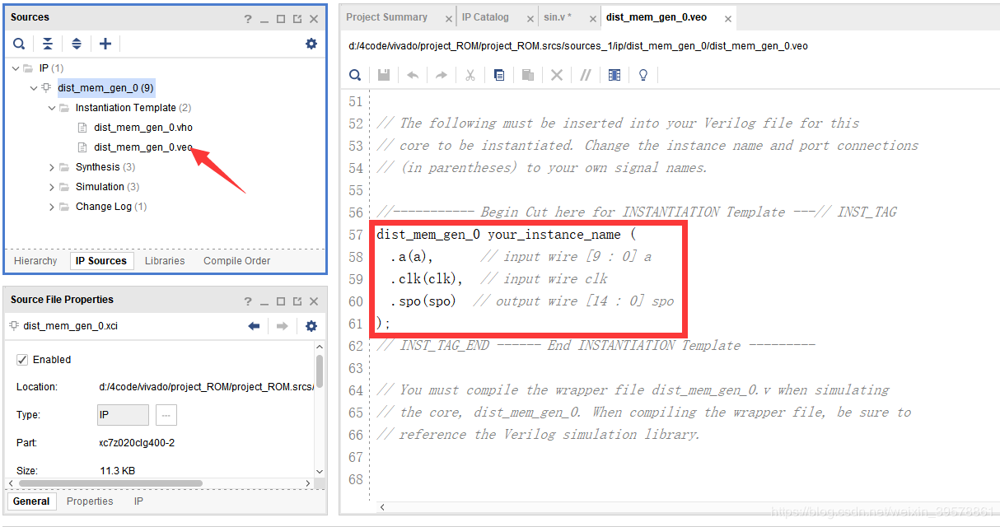 Sources
IP (1)
dist_mem_gen_0 (9)
Instantiation Template (2)
dist_mem_gen_0.vho
dist_mem_gen_0.veo
Synthesis (3)
Simulation (3)
Change Log (1)
Hierarchy IP Sources Libraries Compile Order
Source File Properties
dist_mem_gen_0.xci
Enabled
Location: d:/4code/vivado/project_ROM/project_ROM.srcs/
Type: IP ...
Part: xc7z020clg400-2
Size: 11.3 KB
General Properties IP
Project Summary IP Catalog sin.v * dist_mem_gen_0.veo
d:/4code/vivado/project_ROM/project_ROM.srcs/sources_1/ip/dist_mem_gen_0/dist_mem_gen_0.veo
51
52 // The following must be inserted into your Verilog file for this
53 // core to be instantiated. Change the instance name and port connections
54 // (in parentheses) to your own signal names.
55
56 //----------- Begin Cut here for INSTANTIATION Template ---// INST_TAG
57 dist_mem_gen_0 your_instance_name (
58 .a(a), // input wire [9 : 0] a
59 .clk(clk), // input wire clk
60 .spo(spo) // output wire [14 : 0] spo
61 );
62 // INST_TAG_END ------ End INSTANTIATION Template ---------
63
64 // You must compile the wrapper file dist_mem_gen_0.v when simulating
65 // the core, dist_mem_gen_0. When compiling the wrapper file, be sure to
66 // reference the Verilog simulation library.
67
68
https://blog.csdn.net/weixin_39578861